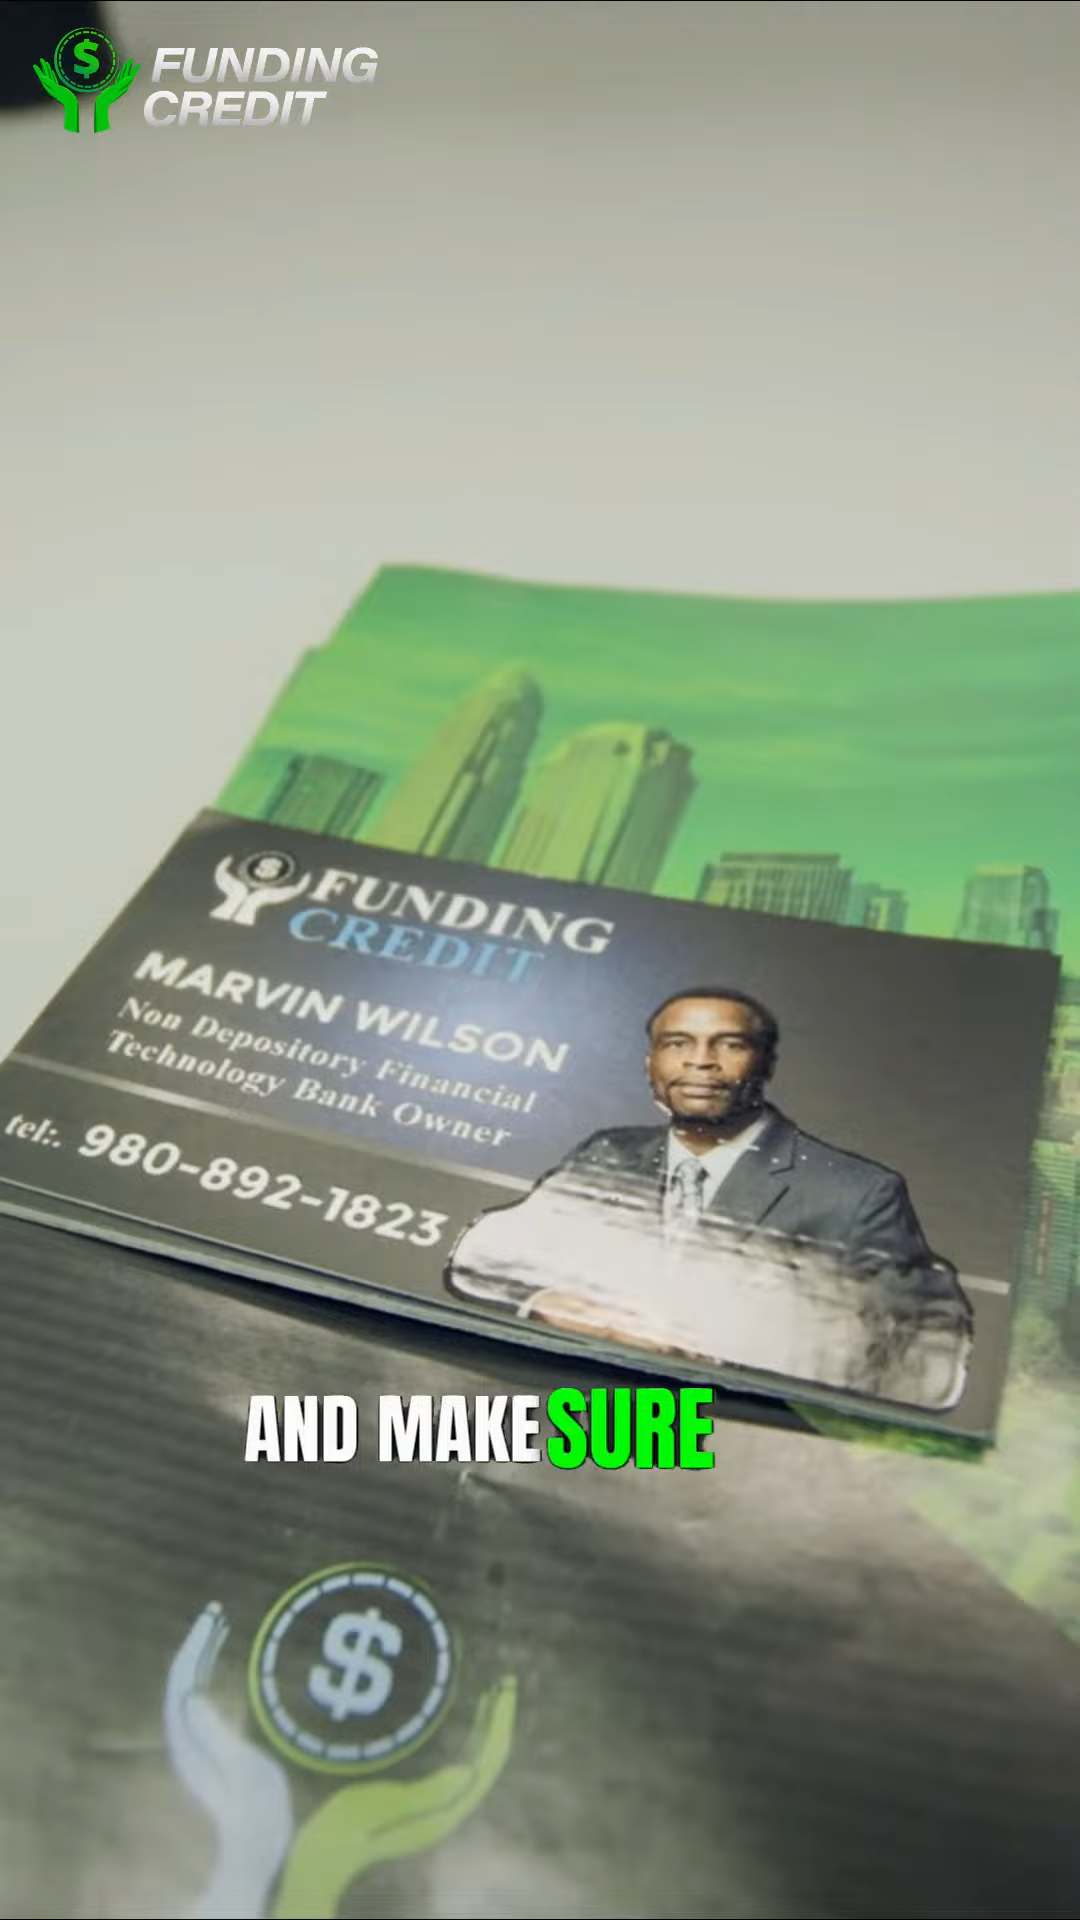 $ FUNDING
CREDIT
$ FUNDING
CREDIT
MARVIN WILSON
Non Depository Financial
Technology Bank Owner
tel:. 980-892-1823
AND MAKE SURE
$